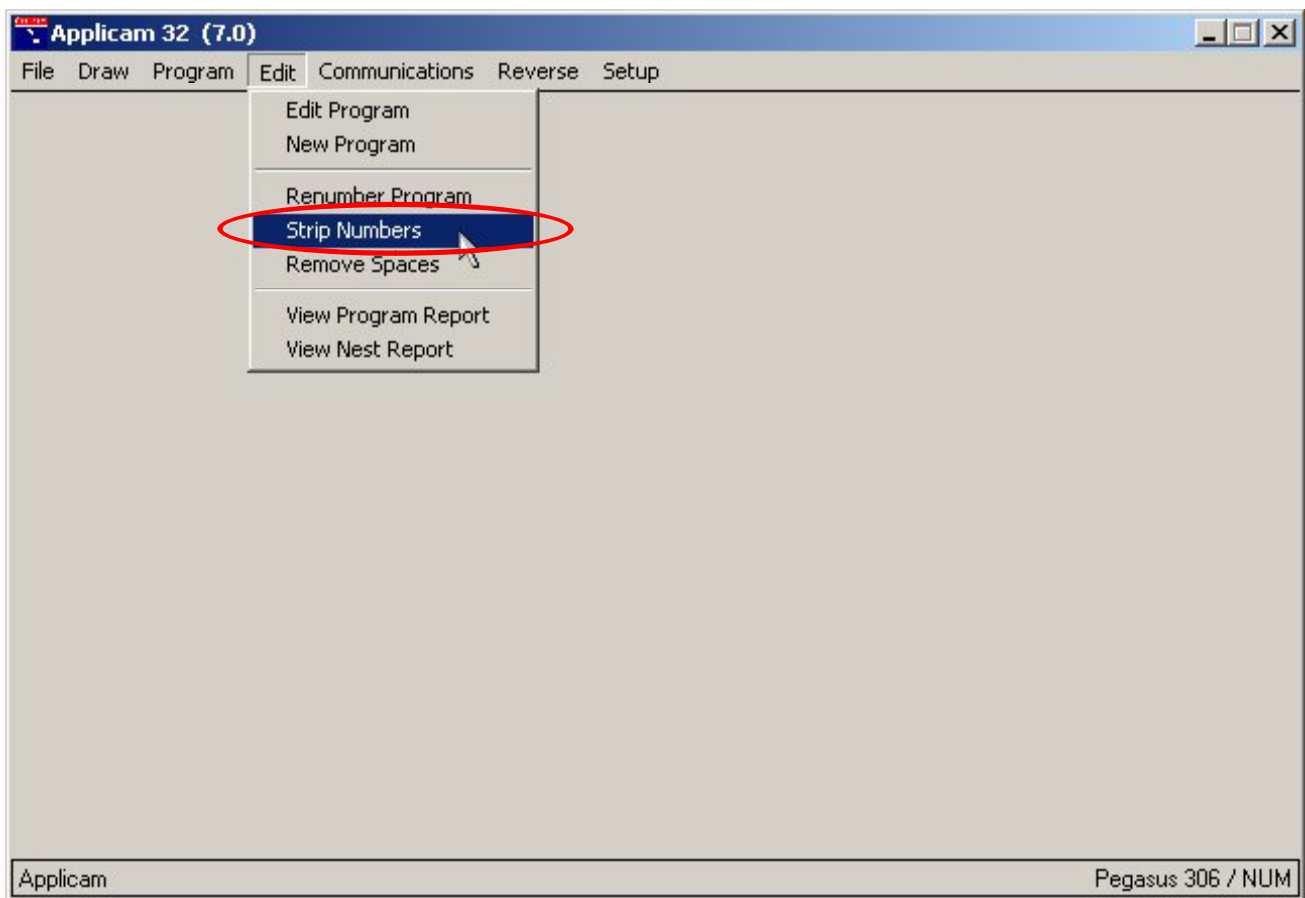 Applicam 32 (7.0)
File Draw Program Edit Communications Reverse Setup
Edit Program
New Program
Renumber Program
Strip Numbers
Remove Spaces
View Program Report
View Nest Report
Applicam Pegasus 306 / NUM